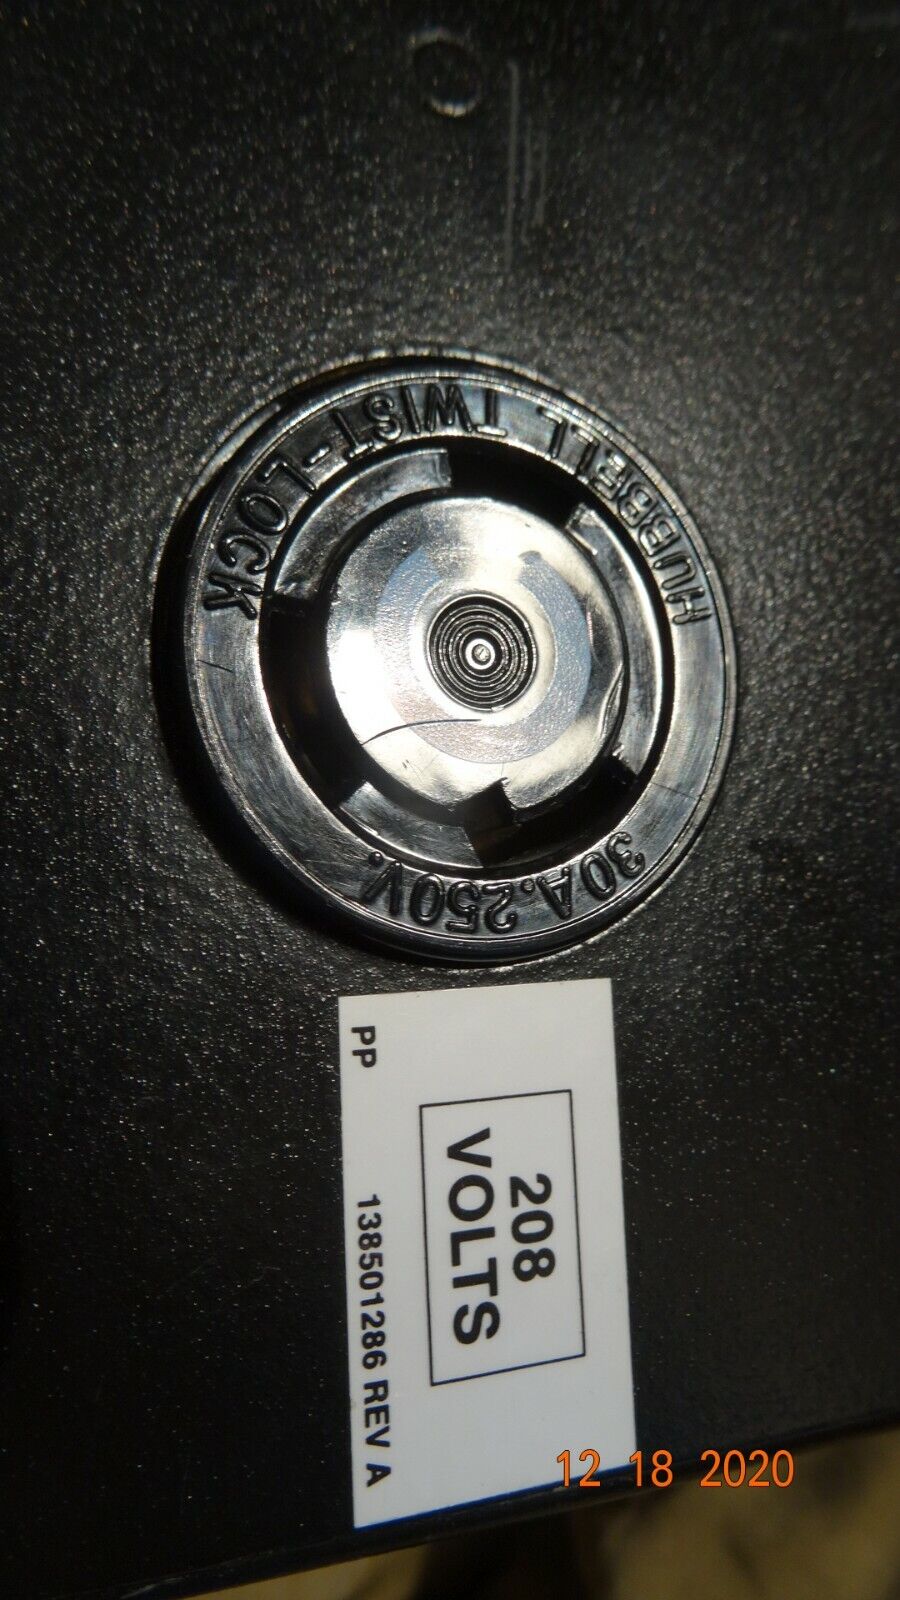 HUBBELL TWIST-LOCK
30A.250V.
208
VOLTS
PP 138501286 REV A
12 18 2020